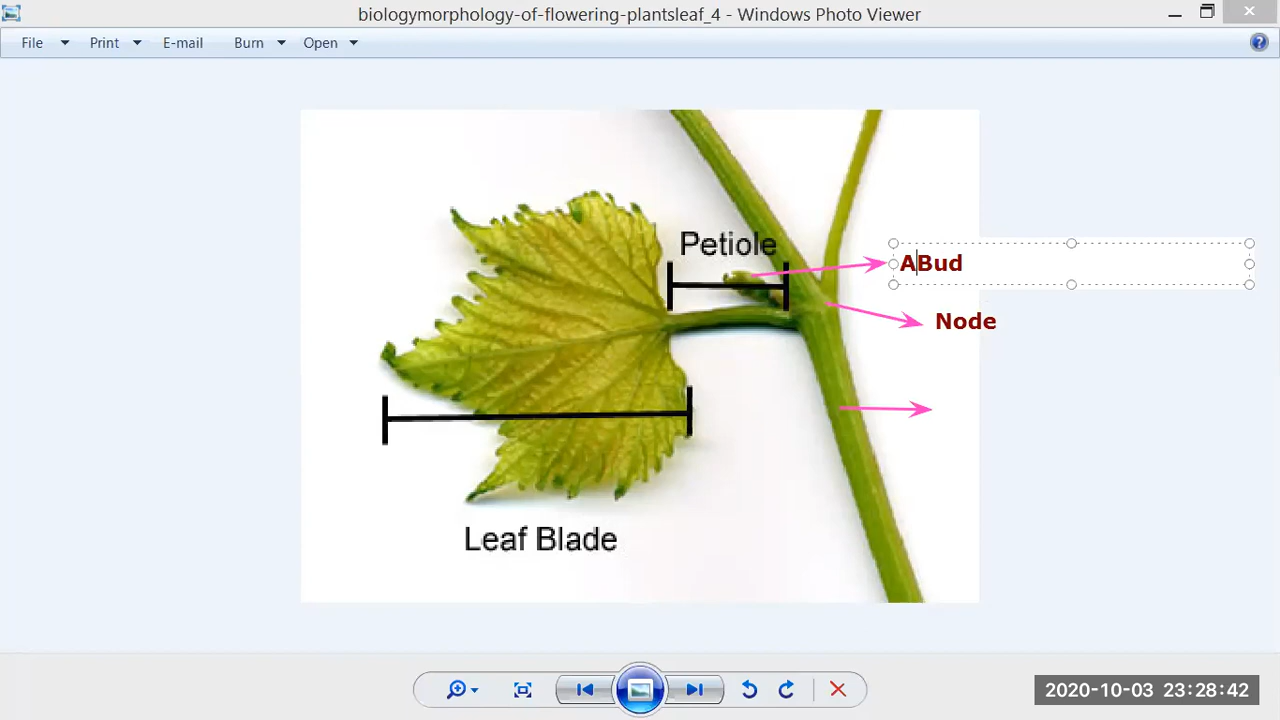 biologymorphology-of-flowering-plantsleaf_4 - Windows Photo Viewer
File Print E-mail Burn Open
Petiole
ABud
Node
Leaf Blade
2020-10-03 23:28:42